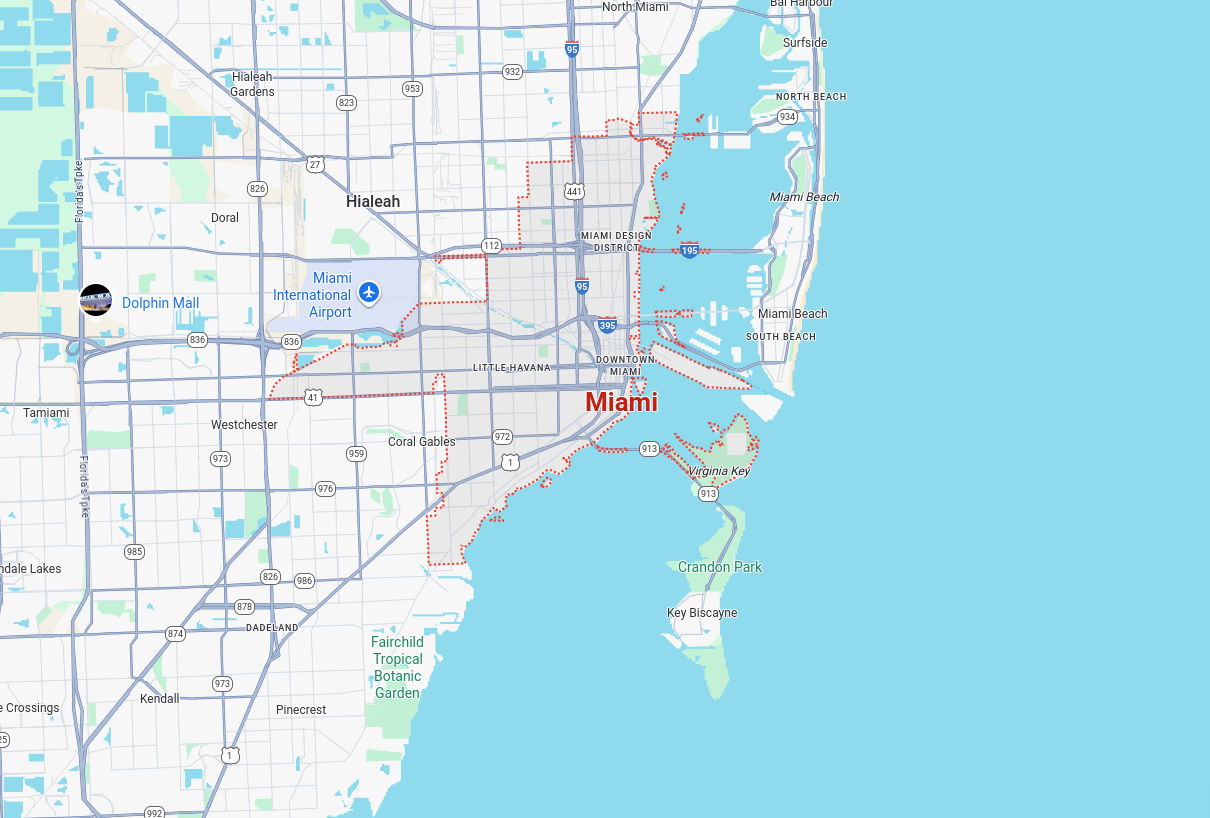 North Miami
Bal Harbour
Surfside
95
932
Hialeah
Gardens
953
823
NORTH BEACH
934
27
826
441
Florida's Tpke
Hialeah
Miami Beach
Doral
MIAMI DESIGN
DISTRICT
112
195
Miami
International
Airport
95
Dolphin Mall
Miami Beach
395
836
836
SOUTH BEACH
DOWNTOWN
MIAMI
LITTLE HAVANA
41
Miami
Tamiami
Westchester
Coral Gables
972
913
959
973
1
Virginia Key
Florida's Tpke
976
913
985
ndale Lakes
Crandon Park
826
986
878
Key Biscayne
874
DADELAND
Fairchild
Tropical
Botanic
Garden
973
Kendall
e Crossings
Pinecrest
25
1
992